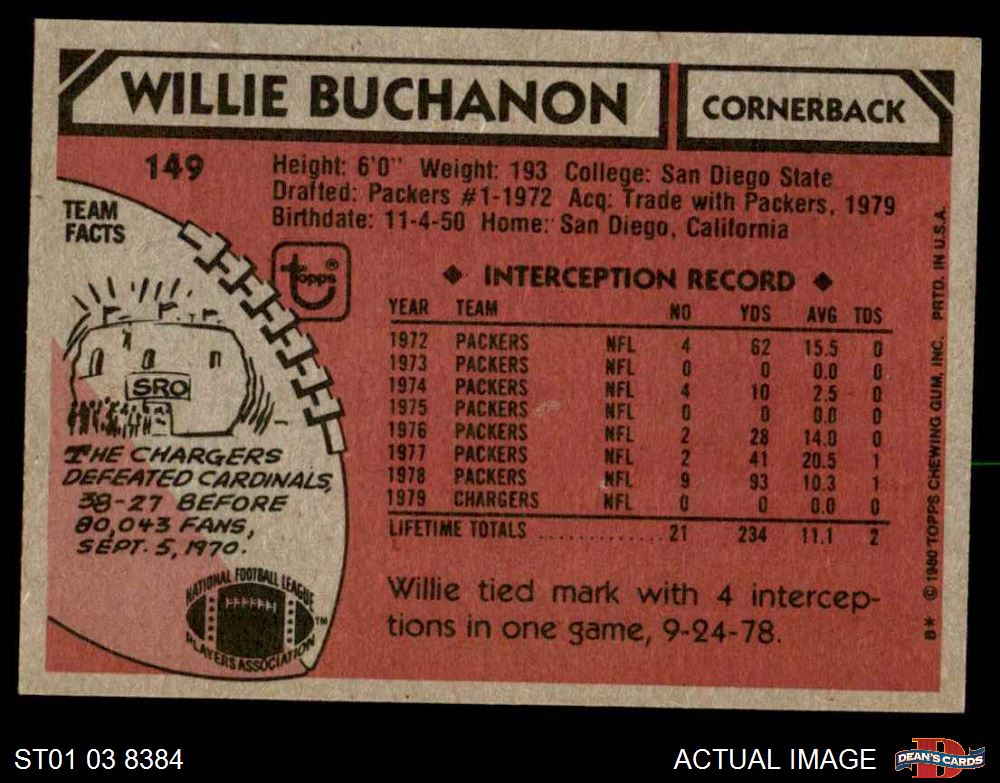 WILLIE BUCHANON
CORNERBACK
149
Height: 6'0" Weight: 193 College: San Diego State
Drafted: Packers #1-1972 Acq: Trade with Packers, 1979
Birthdate: 11-4-50 Home: San Diego, California
TEAM
FACTS
SRO
THE CHARGERS
DEFEATED CARDINALS,
38-27 BEFORE
80,043 FANS,
SEPT. 5, 1970.
NATIONAL FOOTBALL LEAGUE
PLAYERS ASSOCIATION
TM
topps ®
◆ INTERCEPTION RECORD ◆
YEAR TEAM NO YDS AVG TDS
1972 PACKERS NFL 4 62 15.5 0
1973 PACKERS NFL 0 0 0.0 0
1974 PACKERS NFL 4 10 2.5 0
1975 PACKERS NFL 0 0 0.0 0
1976 PACKERS NFL 2 28 14.0 0
1977 PACKERS NFL 2 41 20.5 1
1978 PACKERS NFL 9 93 10.3 1
1979 CHARGERS NFL 0 0 0.0 0
LIFETIME TOTALS ............. 21 234 11.1 2
Willie tied mark with 4 intercep-
tions in one game, 9-24-78.
B* © 1980 TOPPS CHEWING GUM, INC. PRTD. IN U.S.A.
ST01 03 8384
ACTUAL IMAGE
D
DEAN'S CARDS